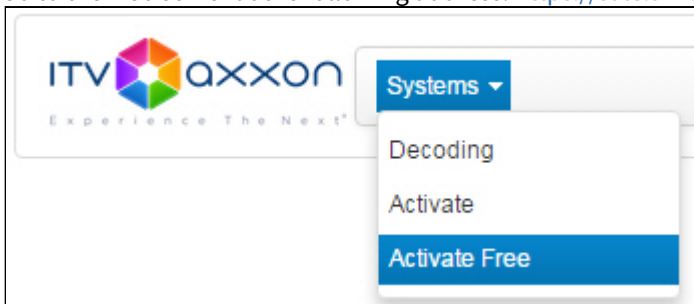 ITV axxon
Experience The Next®
Systems
Decoding
Activate
Activate Free